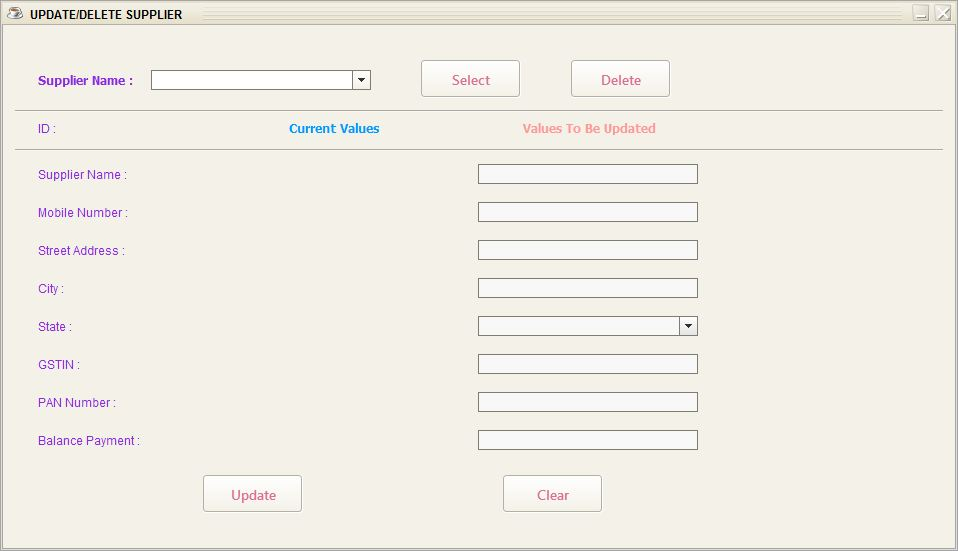 UPDATE/DELETE SUPPLIER
Supplier Name : Select Delete
ID : Current Values Values To Be Updated
Supplier Name :
Mobile Number :
Street Address :
City :
State :
GSTIN :
PAN Number :
Balance Payment :
Update Clear